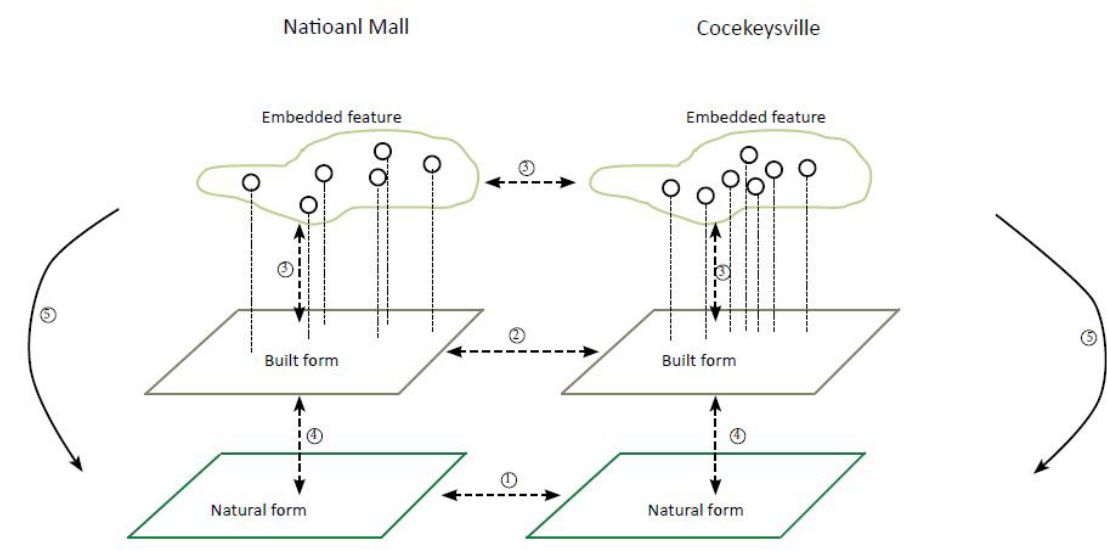 Natioanl Mall
Cocekeysville
Embedded feature
Embedded feature
③
③
③
⑤
⑤
②
Built form
Built form
④
④
①
Natural form
Natural form